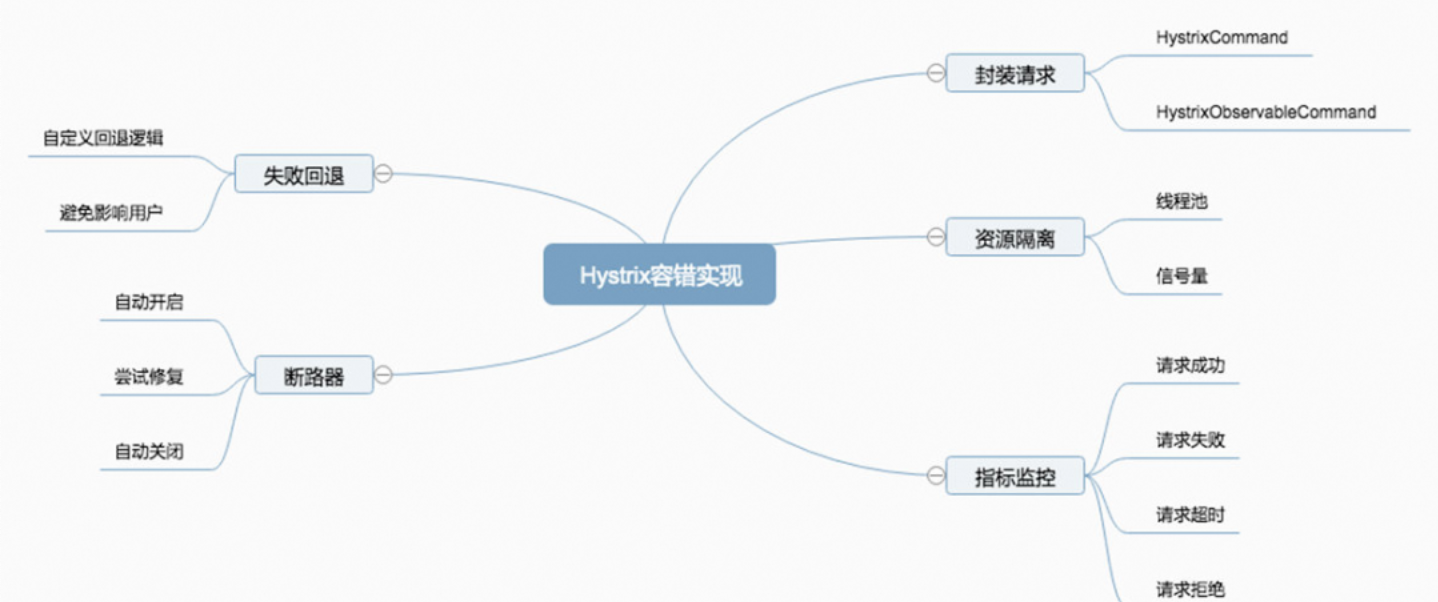 Hystrix容错实现
封装请求
HystrixCommand
HystrixObservableCommand
资源隔离
线程池
信号量
指标监控
请求成功
请求失败
请求超时
请求拒绝
失败回退
自定义回退逻辑
避免影响用户
断路器
自动开启
尝试修复
自动关闭